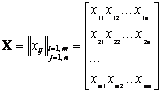 X = ||x_ij||_{i=1,m; j=1,n} = [
x_11 x_12 ... x_1n
x_21 x_22 ... x_2n
...
x_m1 x_m2 ... x_mn
]